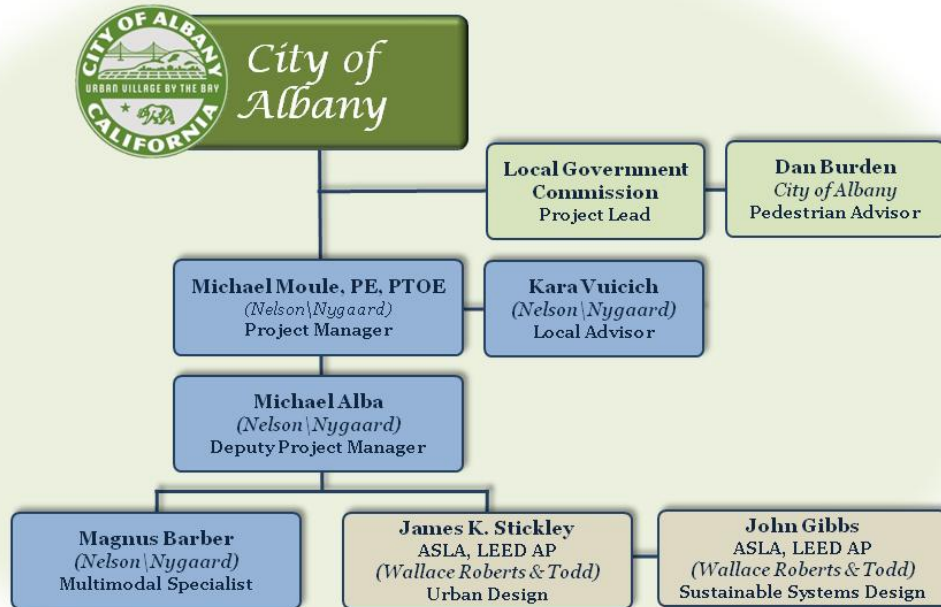 CITY OF ALBANY
URBAN VILLAGE BY THE BAY
CALIFORNIA
City of
Albany
Local Government
Commission
Project Lead
Dan Burden
City of Albany
Pedestrian Advisor
Michael Moule, PE, PTOE
(Nelson\Nygaard)
Project Manager
Kara Vuicich
(Nelson\Nygaard)
Local Advisor
Michael Alba
(Nelson\Nygaard)
Deputy Project Manager
Magnus Barber
(Nelson\Nygaard)
Multimodal Specialist
James K. Stickley
ASLA, LEED AP
(Wallace Roberts & Todd)
Urban Design
John Gibbs
ASLA, LEED AP
(Wallace Roberts & Todd)
Sustainable Systems Design